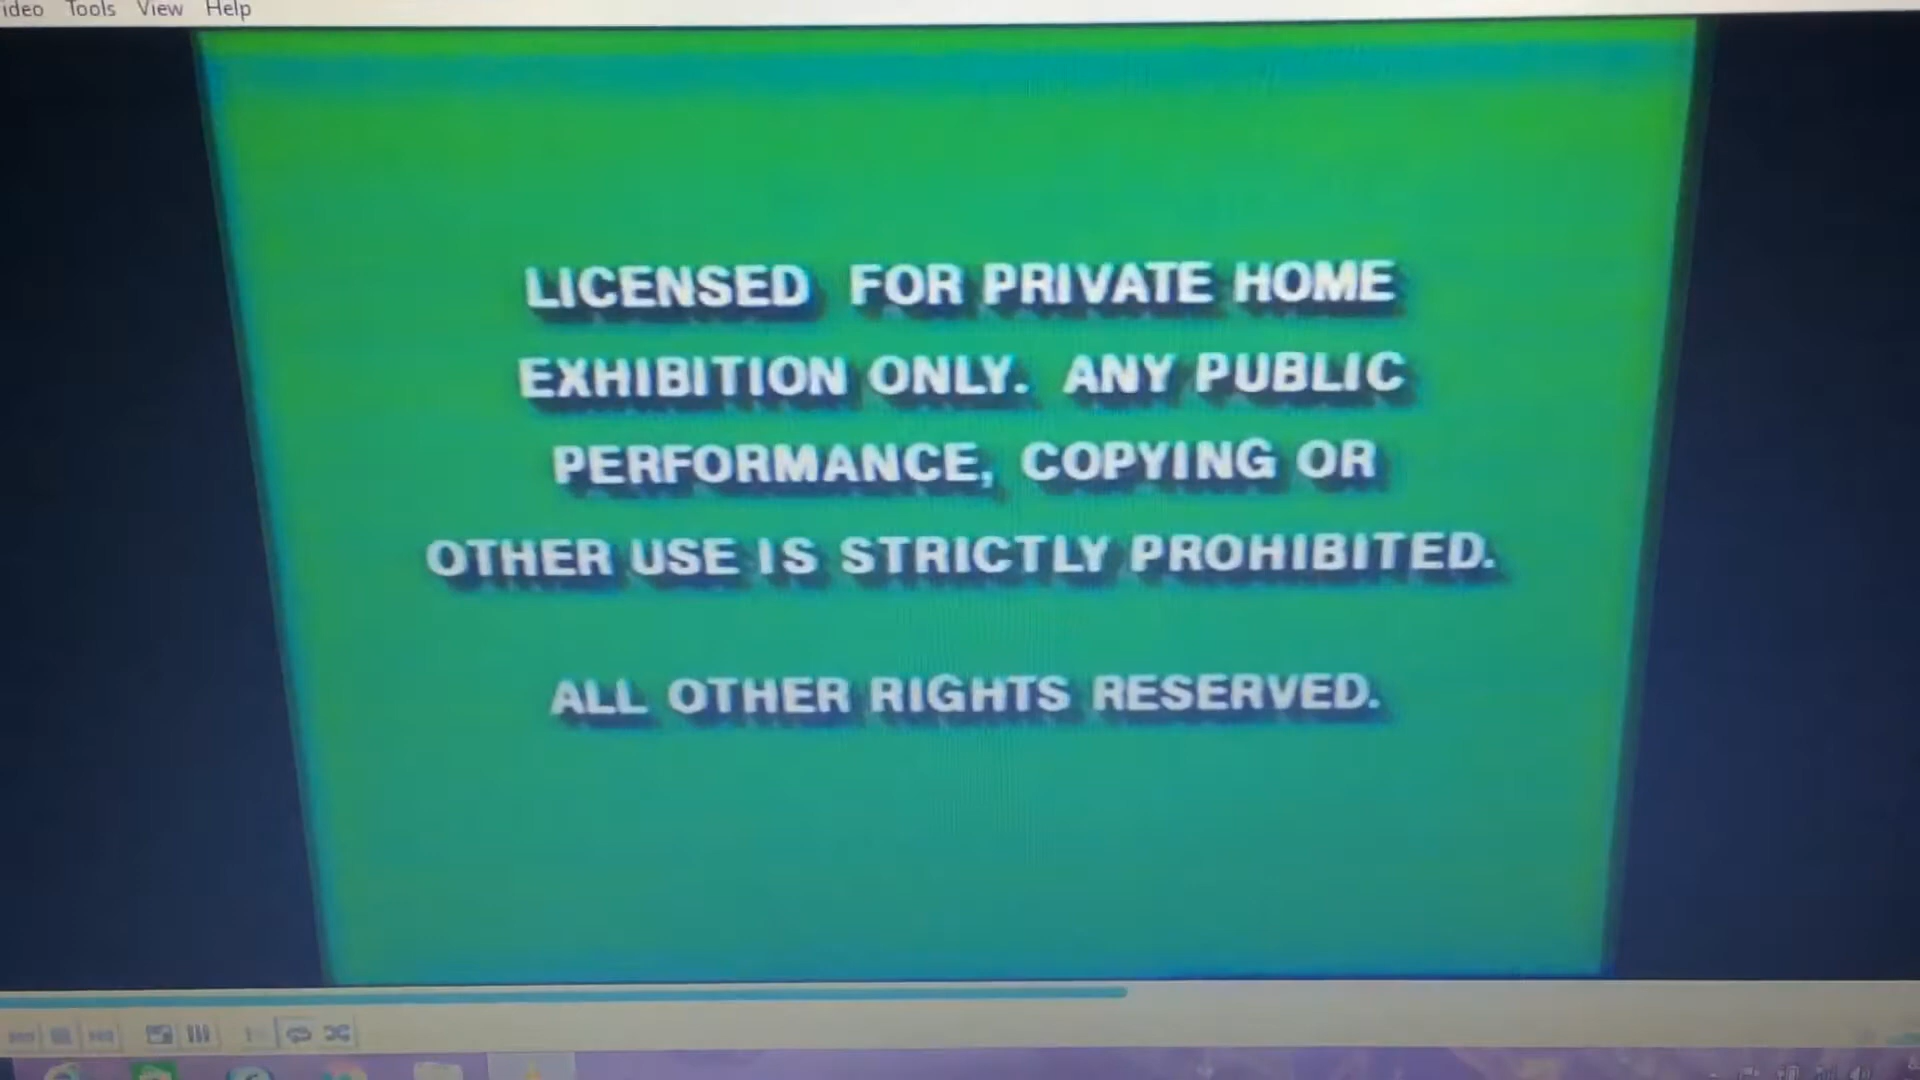 ideo Tools View Help
LICENSED FOR PRIVATE HOME
EXHIBITION ONLY. ANY PUBLIC
PERFORMANCE, COPYING OR
OTHER USE IS STRICTLY PROHIBITED.
ALL OTHER RIGHTS RESERVED.